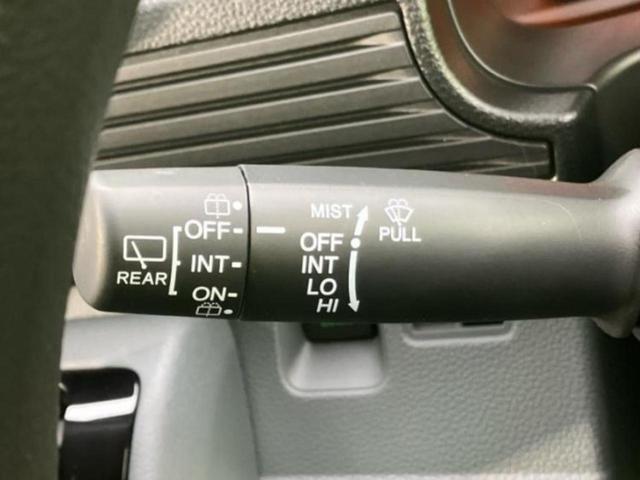 REAR
OFF
INT
ON
MIST
OFF
INT
LO
HI
PULL